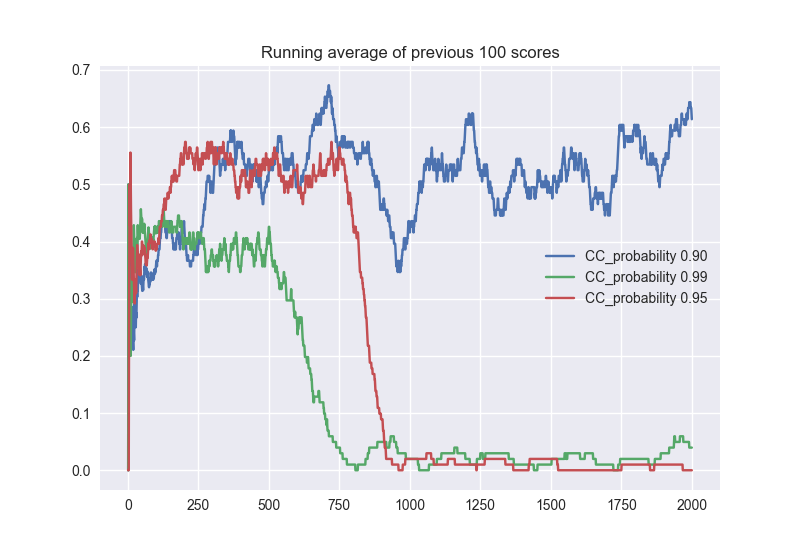 Running average of previous 100 scores
0.7
0.6
0.5
0.4
0.3
0.2
0.1
0.0
CC_probability 0.90
CC_probability 0.99
CC_probability 0.95
0 250 500 750 1000 1250 1500 1750 2000